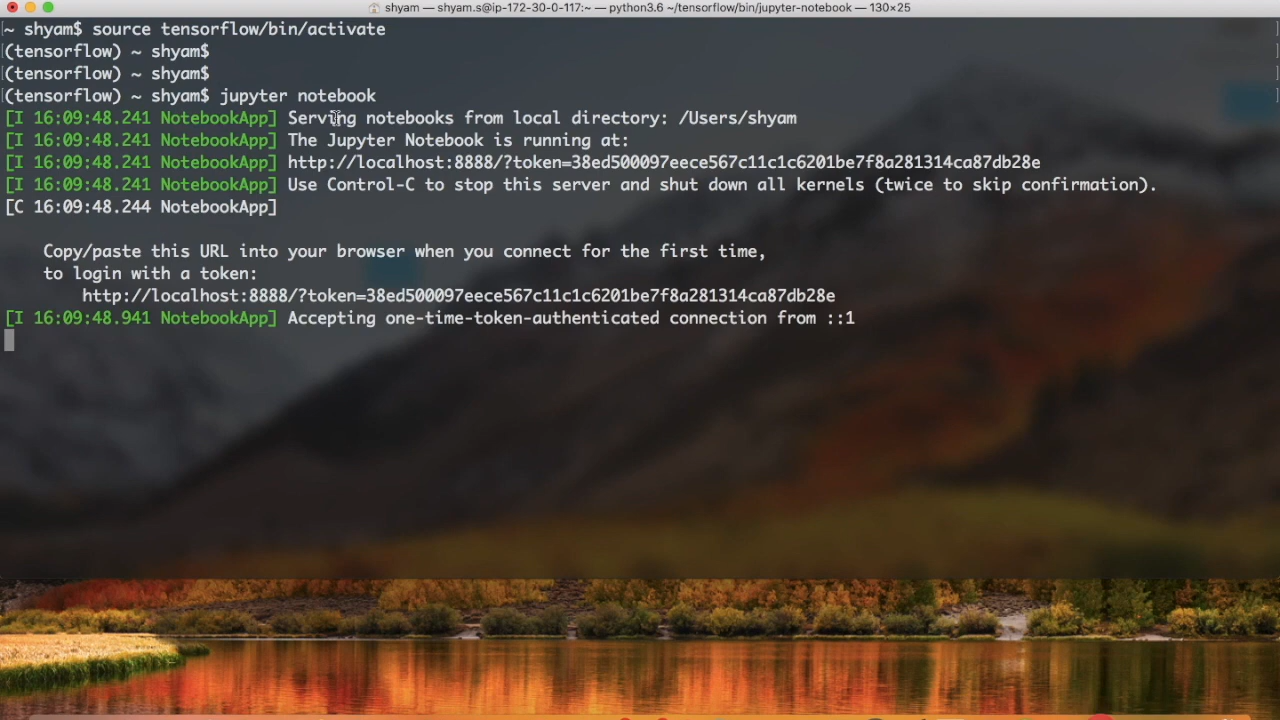 shyam — shyam.s@ip-172-30-0-117:~ — python3.6 ~/tensorflow/bin/jupyter-notebook — 130×25
~ shyam$ source tensorflow/bin/activate
(tensorflow) ~ shyam$
(tensorflow) ~ shyam$
(tensorflow) ~ shyam$ jupyter notebook
[I 16:09:48.241 NotebookApp] Serving notebooks from local directory: /Users/shyam
[I 16:09:48.241 NotebookApp] The Jupyter Notebook is running at:
[I 16:09:48.241 NotebookApp] http://localhost:8888/?token=38ed500097eece567c11c1c6201be7f8a281314ca87db28e
[I 16:09:48.241 NotebookApp] Use Control-C to stop this server and shut down all kernels (twice to skip confirmation).
[C 16:09:48.244 NotebookApp]
Copy/paste this URL into your browser when you connect for the first time,
to login with a token:
http://localhost:8888/?token=38ed500097eece567c11c1c6201be7f8a281314ca87db28e
[I 16:09:48.941 NotebookApp] Accepting one-time-token-authenticated connection from ::1